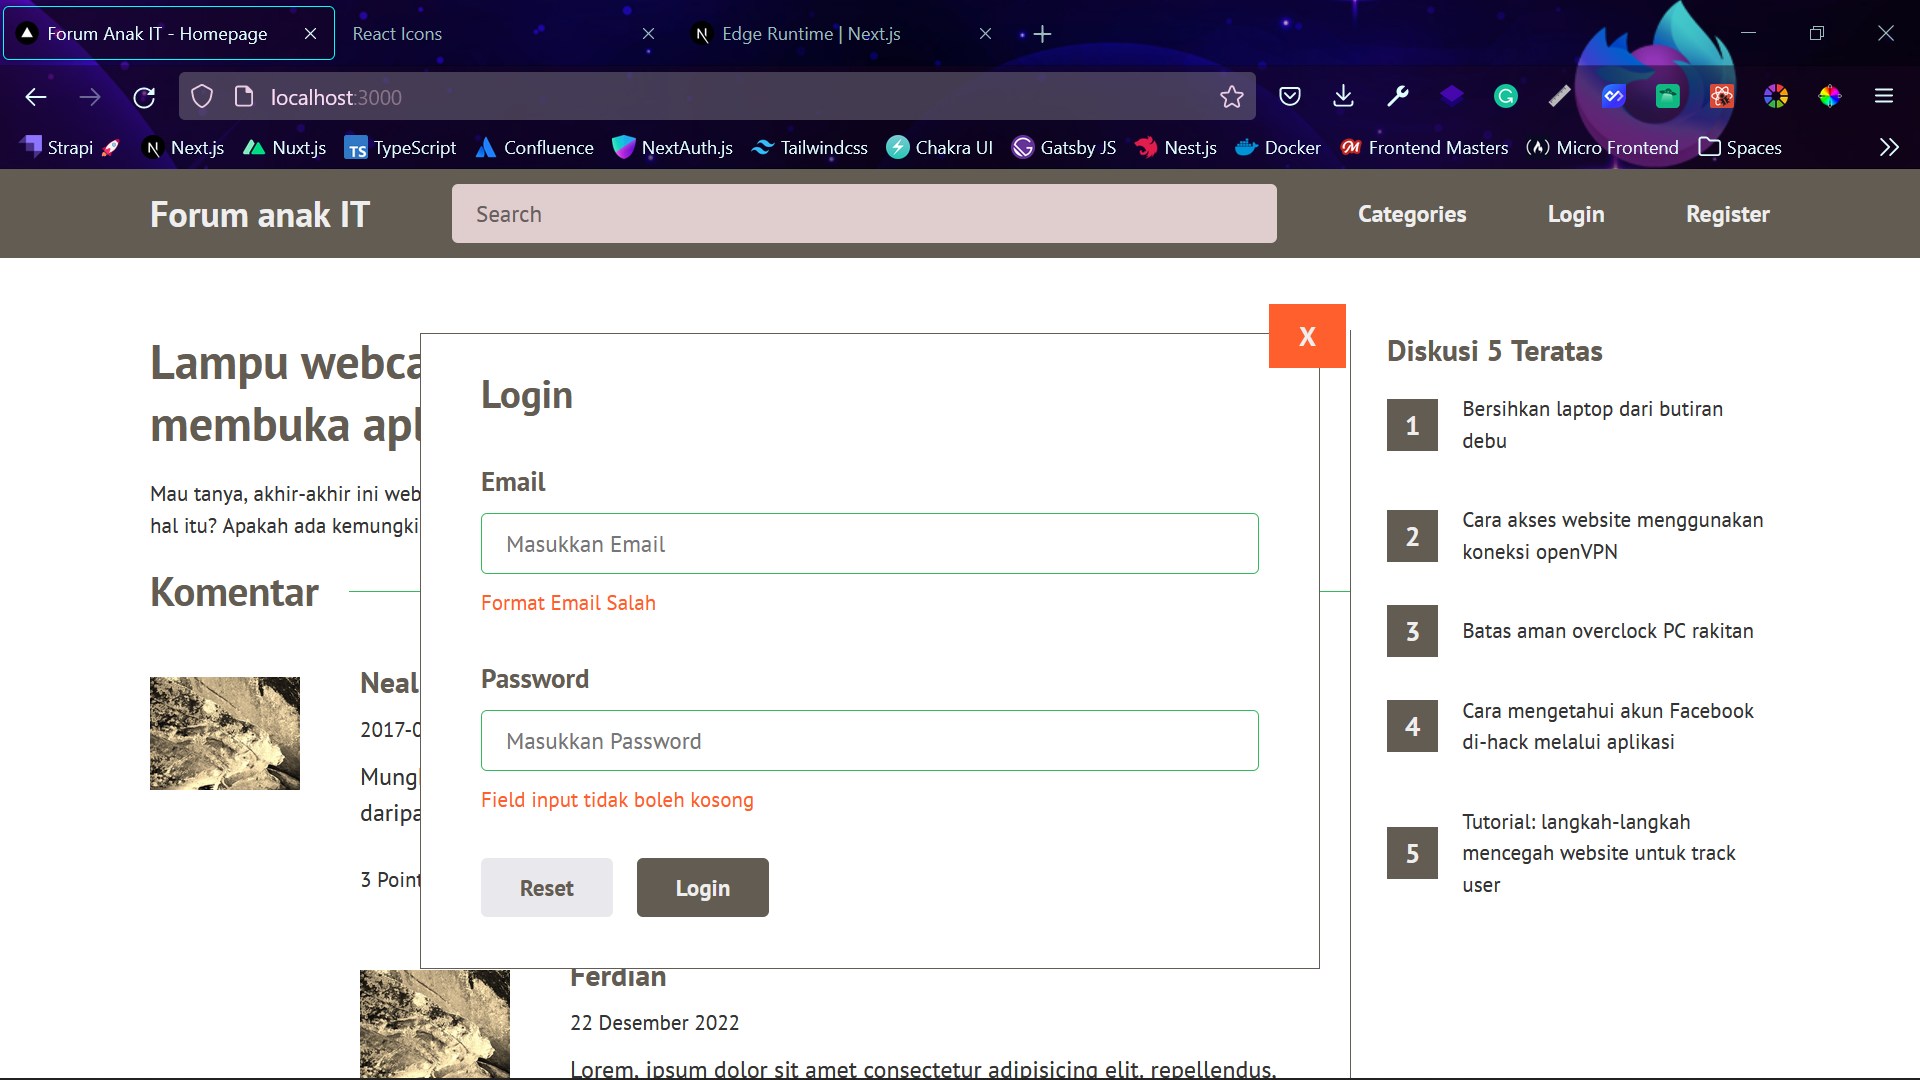 Forum Anak IT - Homepage
React Icons
Edge Runtime | Next.js
localhost:3000
Strapi 🚀
Next.js
Nuxt.js
TypeScript
Confluence
NextAuth.js
Tailwindcss
Chakra UI
Gatsby JS
Nest.js
Docker
Frontend Masters
Micro Frontend
Spaces
Forum anak IT
Search
Categories
Login
Register
Lampu webca
membuka apl
Mau tanya, akhir-akhir ini web
hal itu? Apakah ada kemungki
Komentar
Neal
2017-0
Mung
daripa
3 Point
Ferdian
22 Desember 2022
Lorem, ipsum dolor sit amet consectetur adipisicing elit. repellendus,
X
Login
Email
Masukkan Email
Format Email Salah
Password
Masukkan Password
Field input tidak boleh kosong
Reset
Login
Diskusi 5 Teratas
1
Bersihkan laptop dari butiran
debu
2
Cara akses website menggunakan
koneksi openVPN
3
Batas aman overclock PC rakitan
4
Cara mengetahui akun Facebook
di-hack melalui aplikasi
5
Tutorial: langkah-langkah
mencegah website untuk track
user